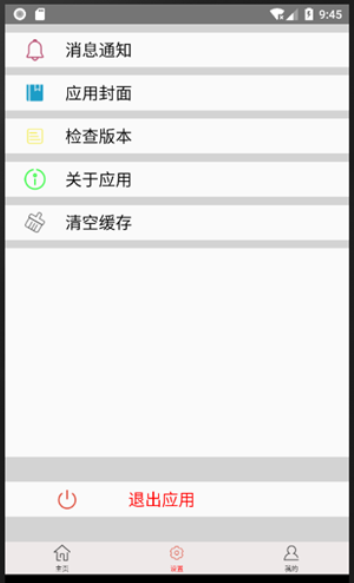 9:45
消息通知
应用封面
检查版本
关于应用
清空缓存
退出应用
主页 设置 我的